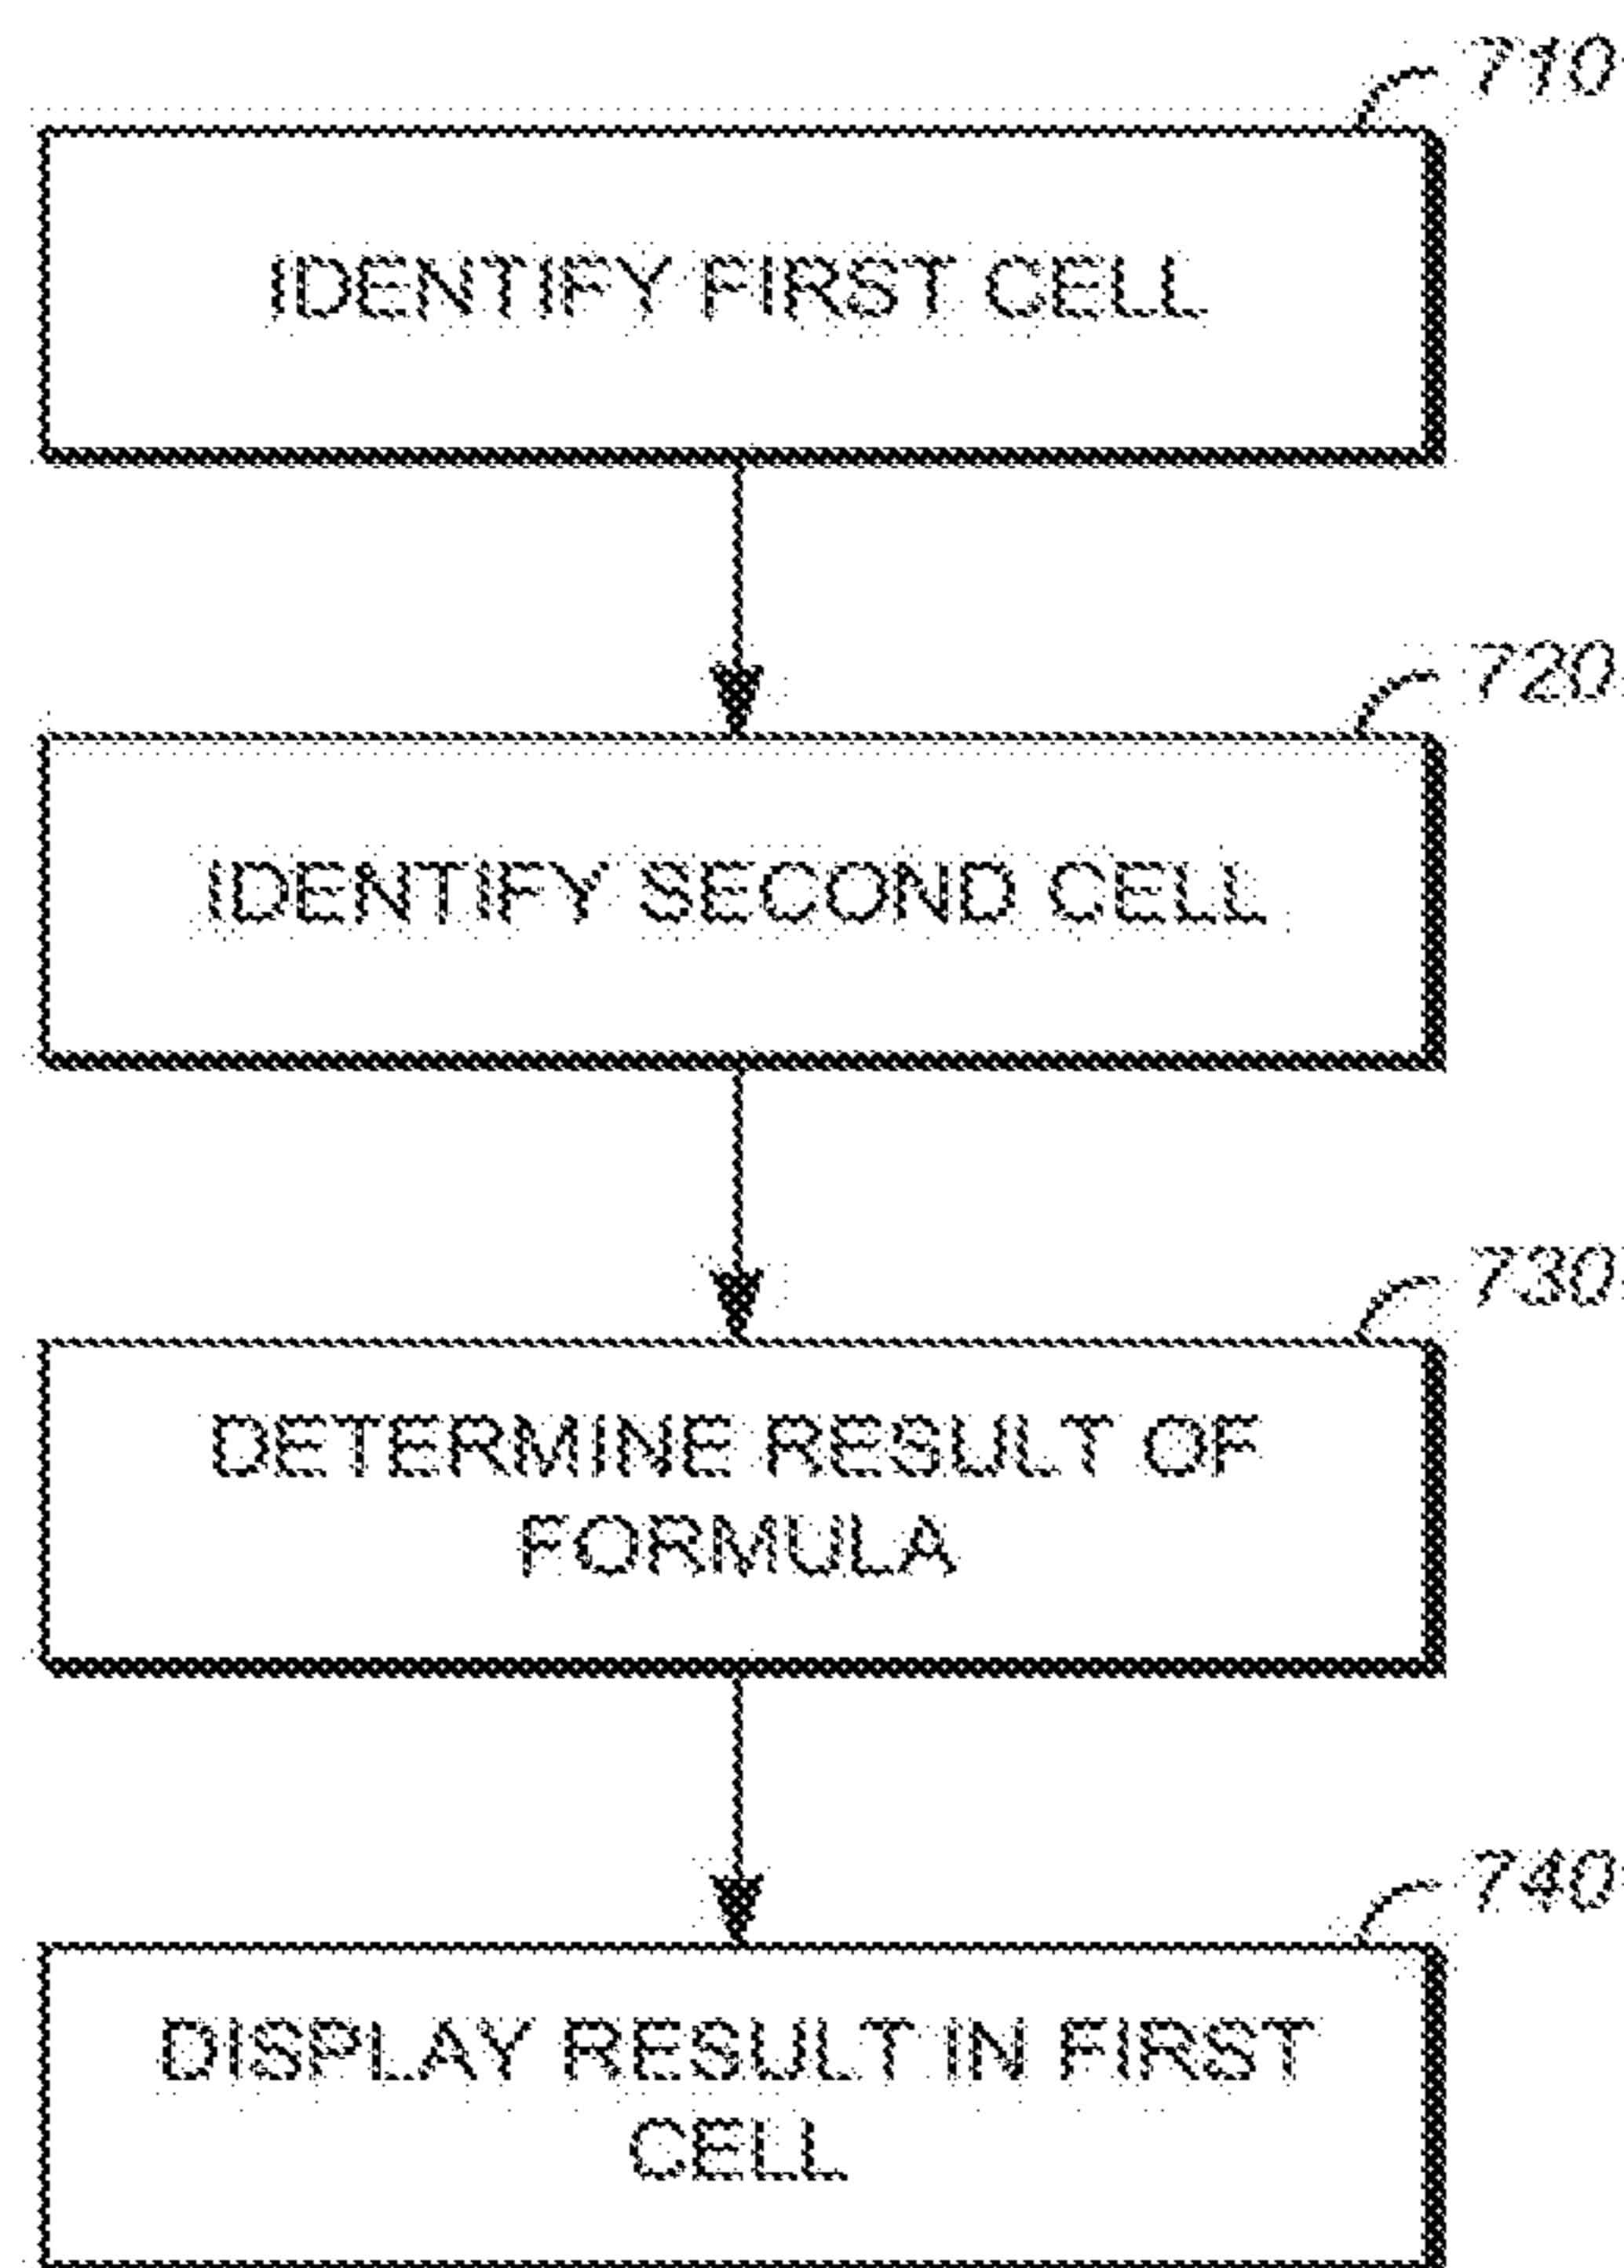 710
IDENTIFY FIRST CELL
720
IDENTIFY SECOND CELL
730
DETERMINE RESULT OF
FORMULA
740
DISPLAY RESULT IN FIRST
CELL